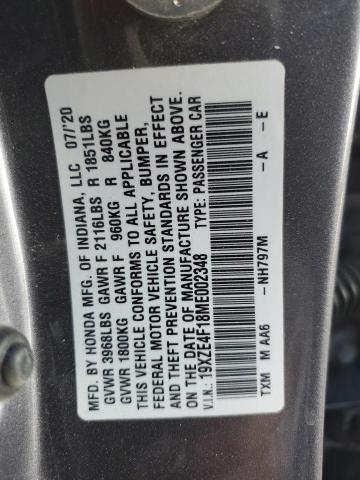 MFD. BY HONDA MFG. OF INDIANA, LLC 07/'20
GVWR 3968LBS GAWR F 2116LBS R 1851LBS
GVWR 1800KG GAWR F 960KG R 840KG
THIS VEHICLE CONFORMS TO ALL APPLICABLE
FEDERAL MOTOR VEHICLE SAFETY, BUMPER,
AND THEFT PREVENTION STANDARDS IN EFFECT
ON THE DATE OF MANUFACTURE SHOWN ABOVE.
V.I.N.: 19XZE4F18ME002348 TYPE: PASSENGER CAR
TXM M AA6 -NH797M -A -E